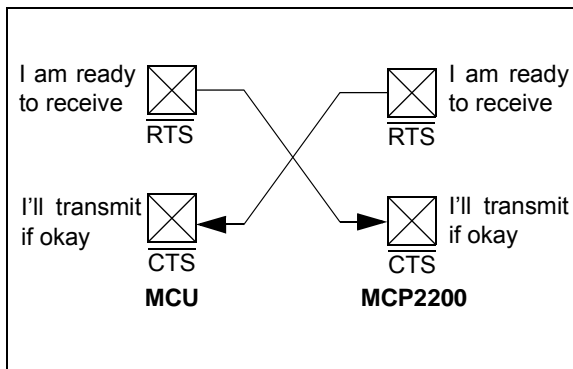 I am ready
to receive
RTS
I am ready
to receive
RTS
I'll transmit
if okay
CTS
I'll transmit
if okay
CTS
MCU
MCP2200